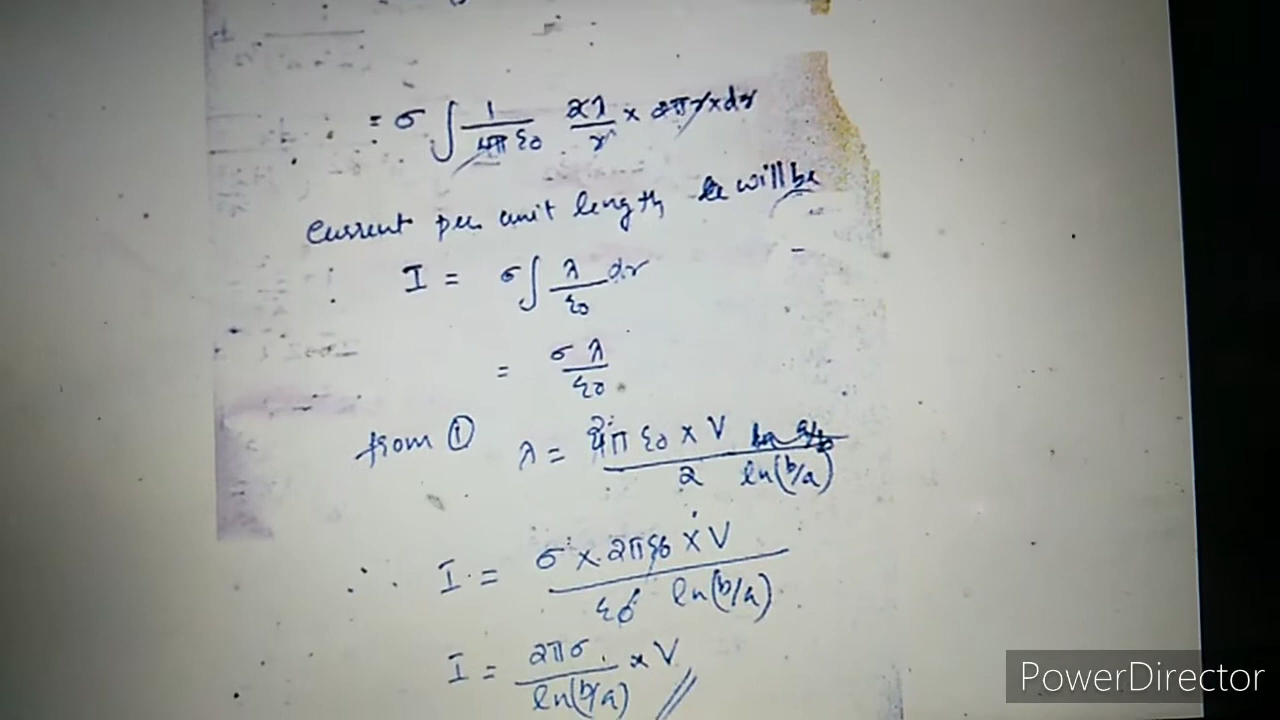 = σ ∫ 1/4πε0 2λ/r × 2πr × dr
Current per unit length will be
I = σ ∫ λ/ε0 dr
= σ λ/ε0
from ① λ = 4π ε0 × V / 2 ln(b/a)
∴ I = σ × 2πε0 × V / ε0 ln(b/a)
I = 2πσ/ln(b/a) × V
PowerDirector